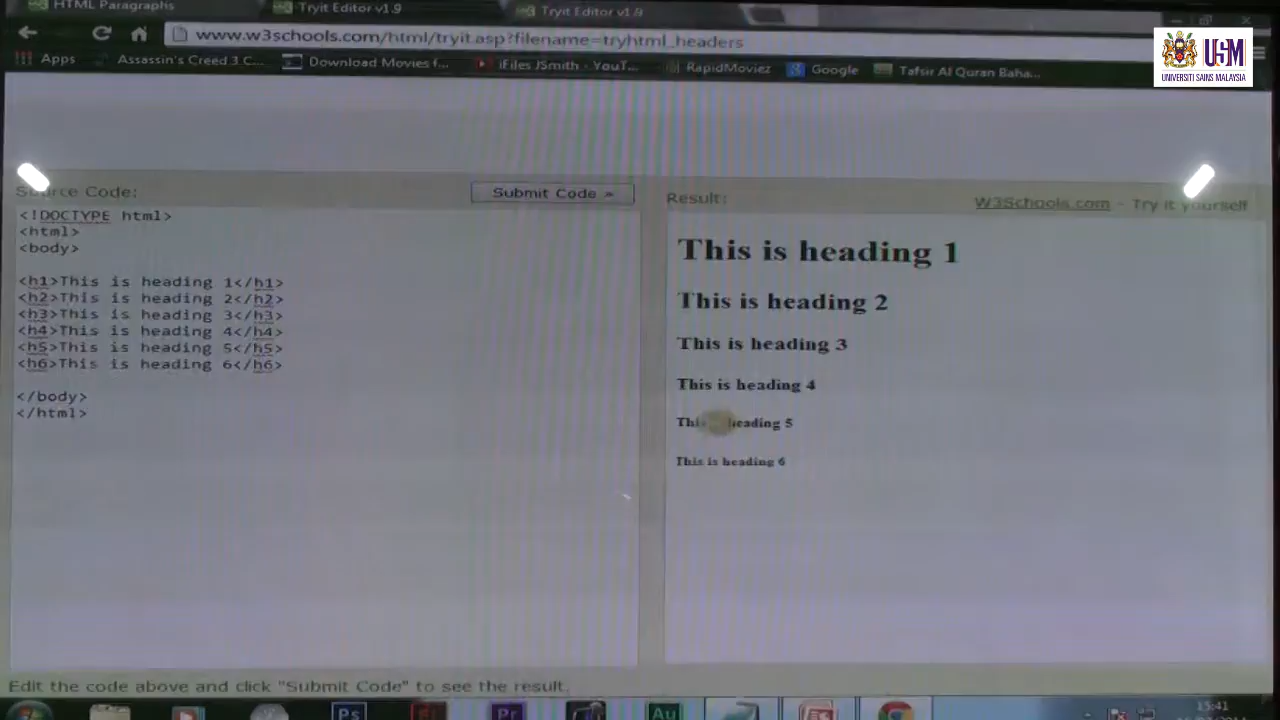 HTML Paragraphs
Tryit Editor v1.9
Tryit Editor v1.9
www.w3schools.com/html/tryit.asp?filename=tryhtml_headers
Apps
Assassin's Creed 3 C...
Download Movies f...
iFiles JSmith - YouT...
RapidMoviez
Google
Tafsir Al Quran Baha...
USM
UNIVERSITI SAINS MALAYSIA
Source Code:
Submit Code »
<!DOCTYPE html>
<html>
<body>
<h1>This is heading 1</h1>
<h2>This is heading 2</h2>
<h3>This is heading 3</h3>
<h4>This is heading 4</h4>
<h5>This is heading 5</h5>
<h6>This is heading 6</h6>
</body>
</html>
Result:
W3Schools.com - Try it yourself
This is heading 1
This is heading 2
This is heading 3
This is heading 4
This heading 5
This is heading 6
Edit the code above and click "Submit Code" to see the result.
Ps
Pr
Au
15:41